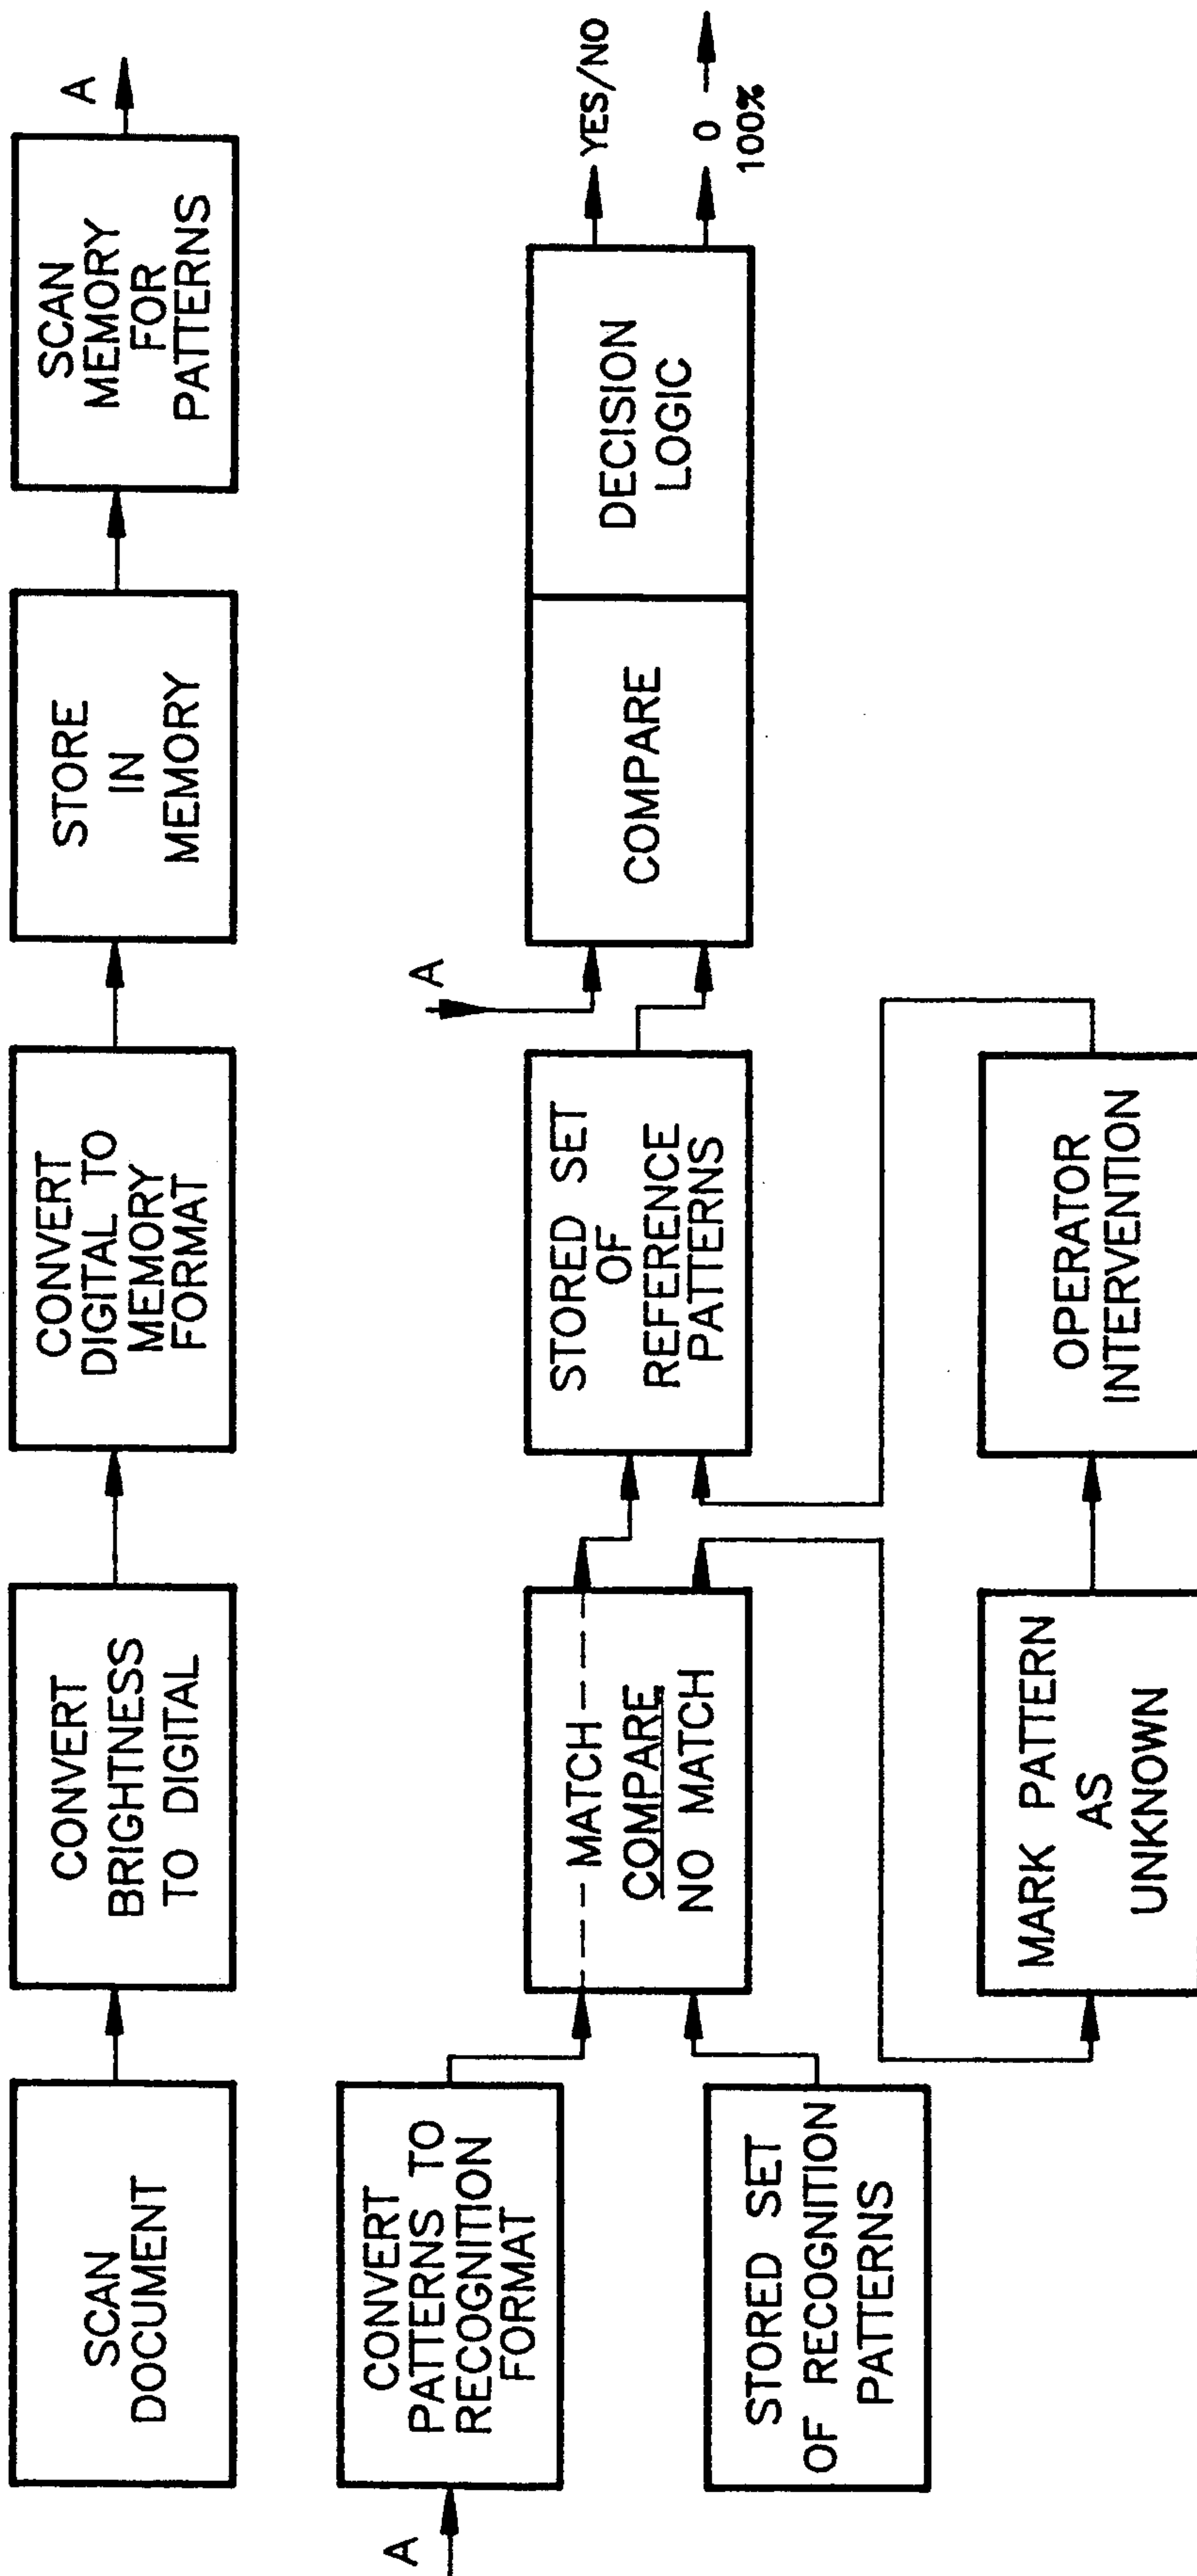 SCAN
DOCUMENT
CONVERT
BRIGHTNESS
TO DIGITAL
CONVERT
DIGITAL TO
MEMORY
FORMAT
STORE
IN
MEMORY
SCAN
MEMORY
FOR
PATTERNS
A
A
CONVERT
PATTERNS TO
RECOGNITION
FORMAT
STORED SET
OF RECOGNITION
PATTERNS
MATCH
COMPARE
NO MATCH
STORED SET
OF
REFERENCE
PATTERNS
A
COMPARE
DECISION
LOGIC
YES/NO
0
100%
MARK PATTERN
AS
UNKNOWN
OPERATOR
INTERVENTION